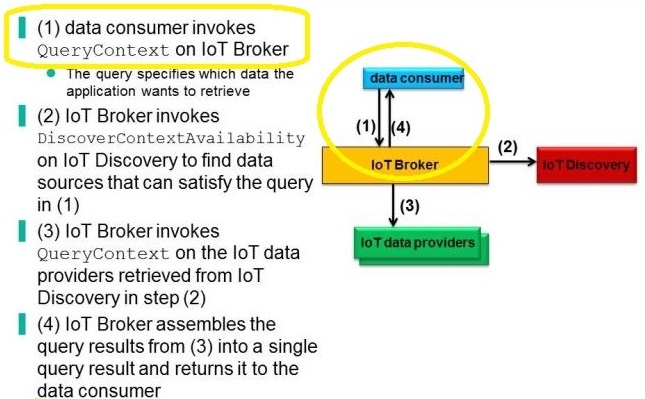 (1) data consumer invokes
QueryContext on IoT Broker
The query specifies which data the
application wants to retrieve
(2) IoT Broker invokes
DiscoverContextAvailability
on IoT Discovery to find data
sources that can satisfy the query
in (1)
(3) IoT Broker invokes
QueryContext on the IoT data
providers retrieved from IoT
Discovery in step (2)
(4) IoT Broker assembles the
query results from (3) into a single
query result and returns it to the
data consumer
data consumer
(1) (4)
IoT Broker
(2)
IoT Discovery
(3)
IoT data providers